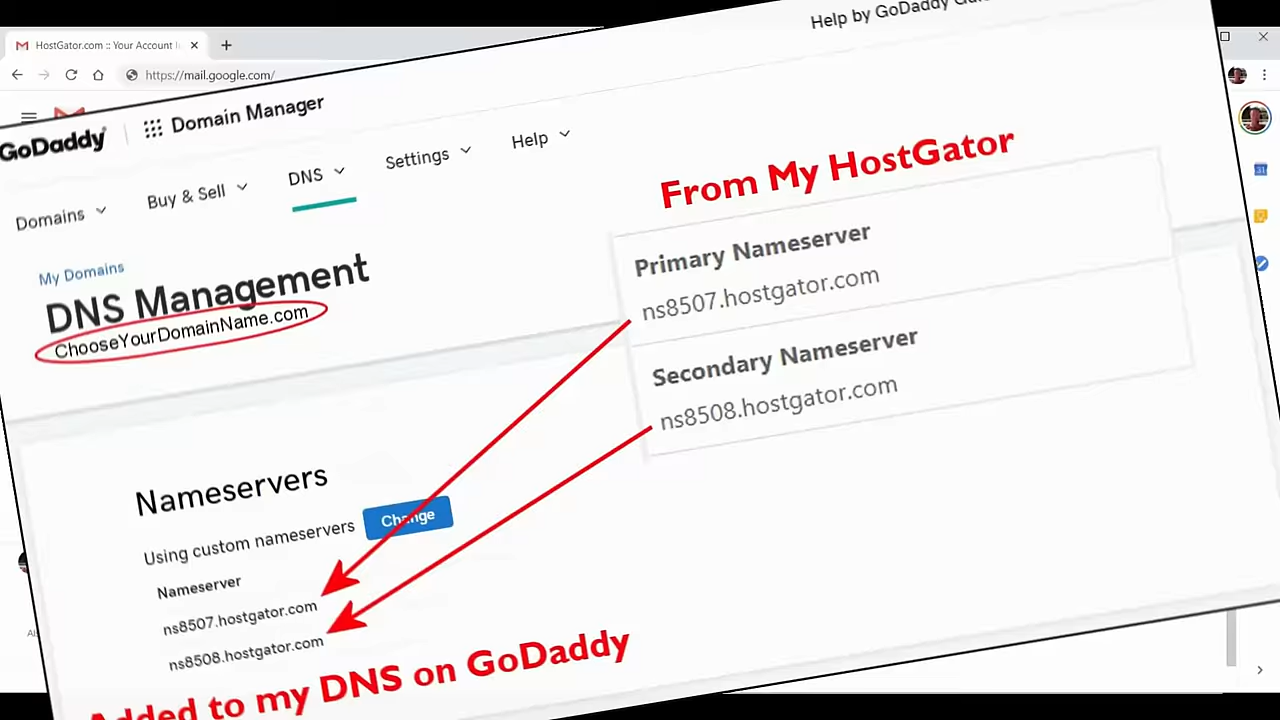 Help by GoDaddy
HostGator.com :: Your Account
https://mail.google.com/
GoDaddy
Domain Manager
Domains
Buy & Sell
DNS
Settings
Help
From My HostGator
My Domains
DNS Management
ChooseYourDomainName.com
Primary Nameserver
ns8507.hostgator.com
Secondary Nameserver
ns8508.hostgator.com
31
Nameservers
Using custom nameservers
Change
Nameserver
ns8507.hostgator.com
ns8508.hostgator.com
Added to my DNS on GoDaddy